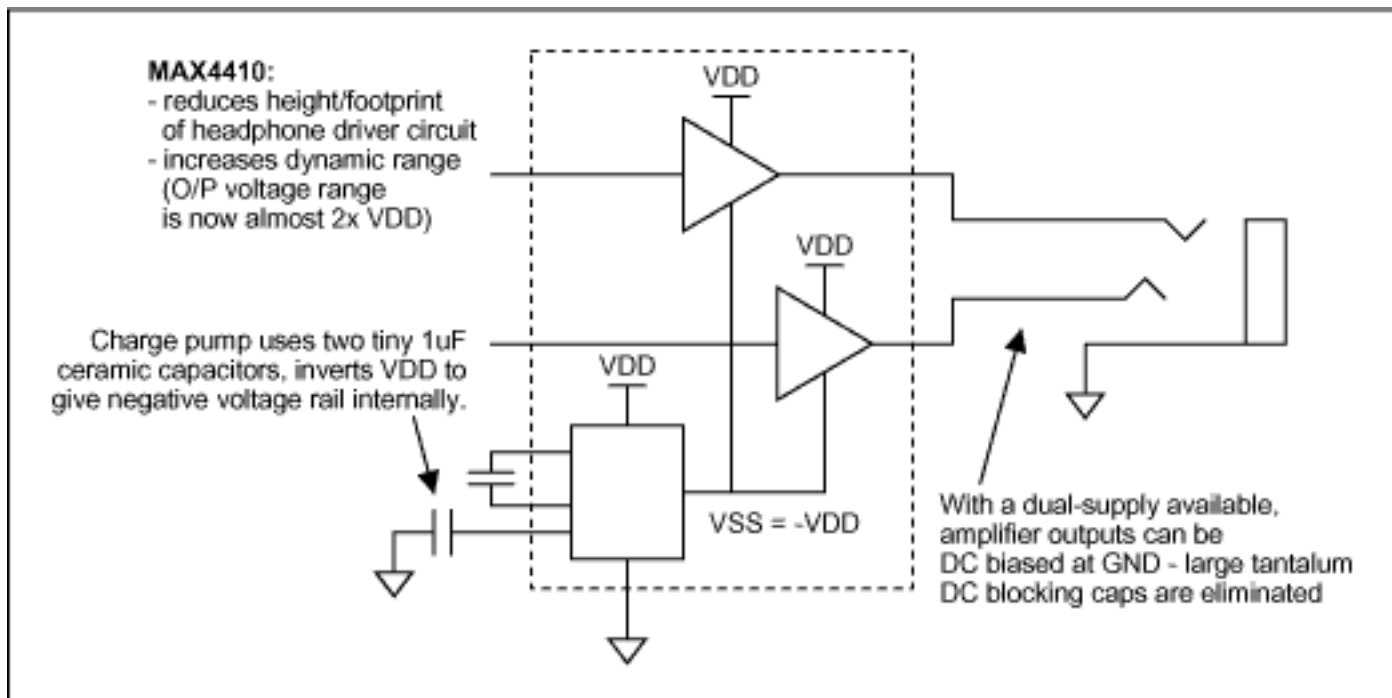 MAX4410:
- reduces height/footprint
of headphone driver circuit
- increases dynamic range
(O/P voltage range
is now almost 2x VDD)
VDD
VDD
Charge pump uses two tiny 1uF
ceramic capacitors, inverts VDD to
give negative voltage rail internally.
VDD
VSS = -VDD
With a dual-supply available,
amplifier outputs can be
DC biased at GND - large tantalum
DC blocking caps are eliminated